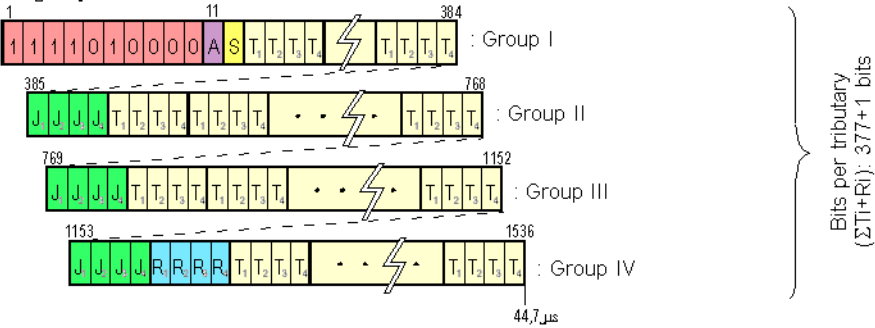 1 11 384
1 1 1 1 0 1 0 0 0 0 A S T₁ T₂ T₃ T₄ T₁ T₂ T₃ T₄ : Group I
385 768
J₁ J₂ J₃ J₄ T₁ T₂ T₃ T₄ T₁ T₂ T₃ T₄ T₁ T₂ T₃ T₄ : Group II
769 1152
J₁ J₂ J₃ J₄ T₁ T₂ T₃ T₄ T₁ T₂ T₃ T₄ T₁ T₂ T₃ T₄ : Group III
1153 1536
J₁ J₂ J₃ J₄ R₁ R₂ R₃ R₄ T₁ T₂ T₃ T₄ T₁ T₂ T₃ T₄ : Group IV
44,7 µs
Bits per tributary
(ΣTi+Ri): 377+1 bits